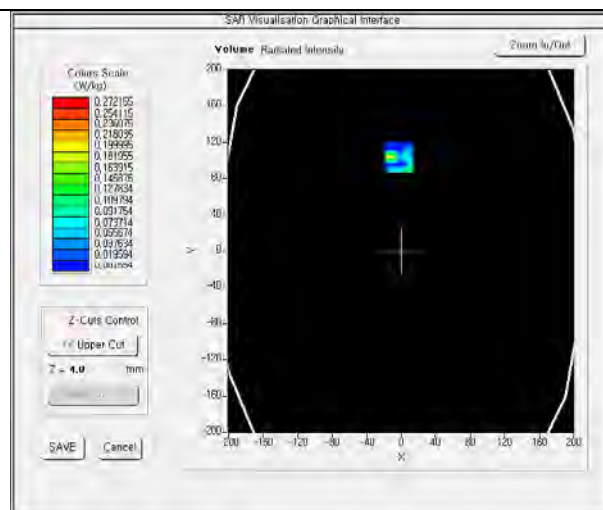 SAR Visualisation Graphical Interface
Volume Radiated Intensity
Zoom In/Out
Colors Scale
(W/kg)
0.272155
0.254115
0.236075
0.218035
0.199995
0.181955
0.163915
0.145875
0.127834
0.109794
0.091754
0.073714
0.055674
0.037634
0.019594
0.001554
200
160
120
80
40
0
-40
-80
-120
-160
-200
Y
-200 -160 -120 -80 -40 0 40 80 120 160 200
X
Z-Cuts Control
<< Upper Cut
Z = 4.0 mm
SAVE Cancel